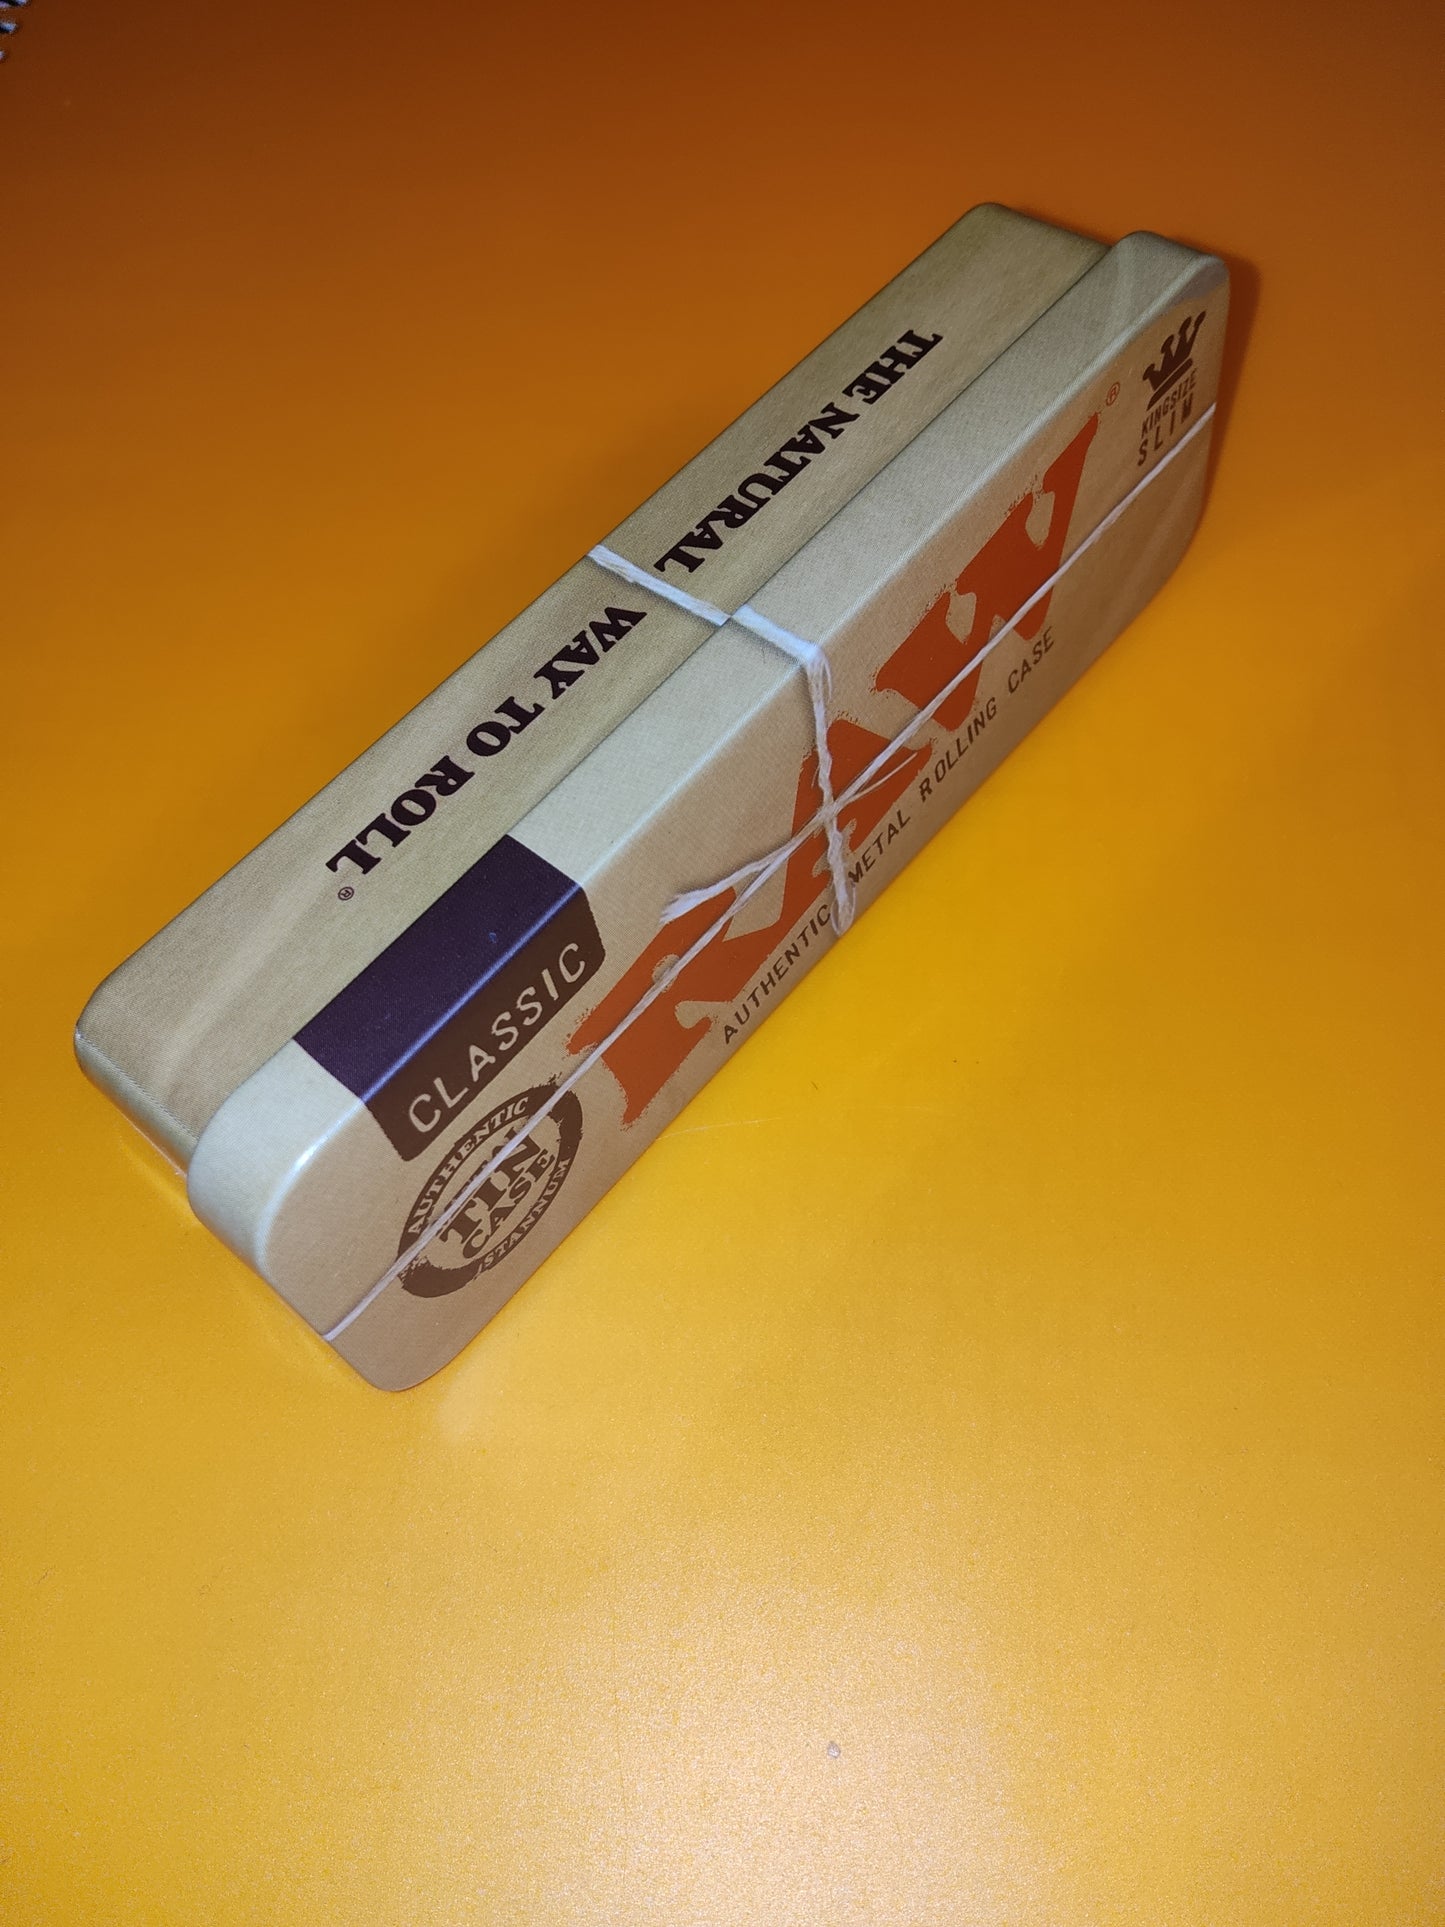 THE NATURAL WAY TO ROLL®
KINGSIZE
SLIM
RAW®
AUTHENTIC METAL ROLLING CASE
CLASSIC
AUTHENTIC
TIN
CASE
STANNUM